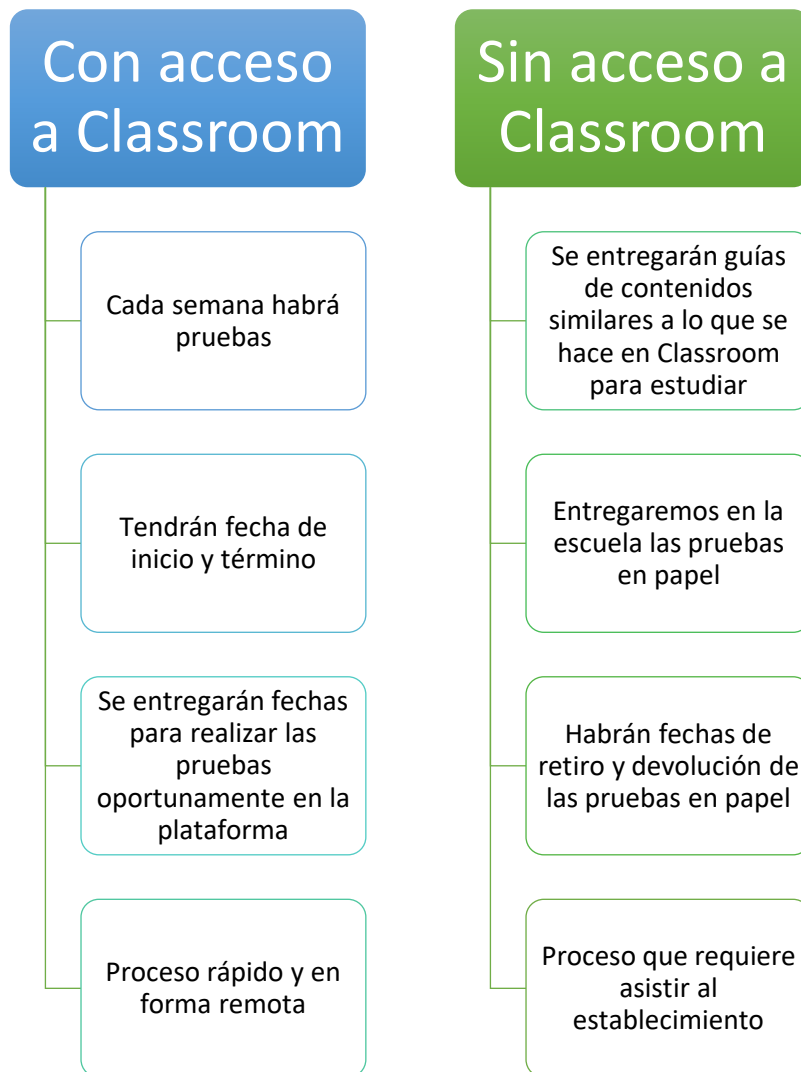 Con acceso
a Classroom
Cada semana habrá
pruebas
Tendrán fecha de
inicio y término
Se entregarán fechas
para realizar las
pruebas
oportunamente en la
plataforma
Proceso rápido y en
forma remota
Sin acceso a
Classroom
Se entregarán guías
de contenidos
similares a lo que se
hace en Classroom
para estudiar
Entregaremos en la
escuela las pruebas
en papel
Habrán fechas de
retiro y devolución de
las pruebas en papel
Proceso que requiere
asistir al
establecimiento